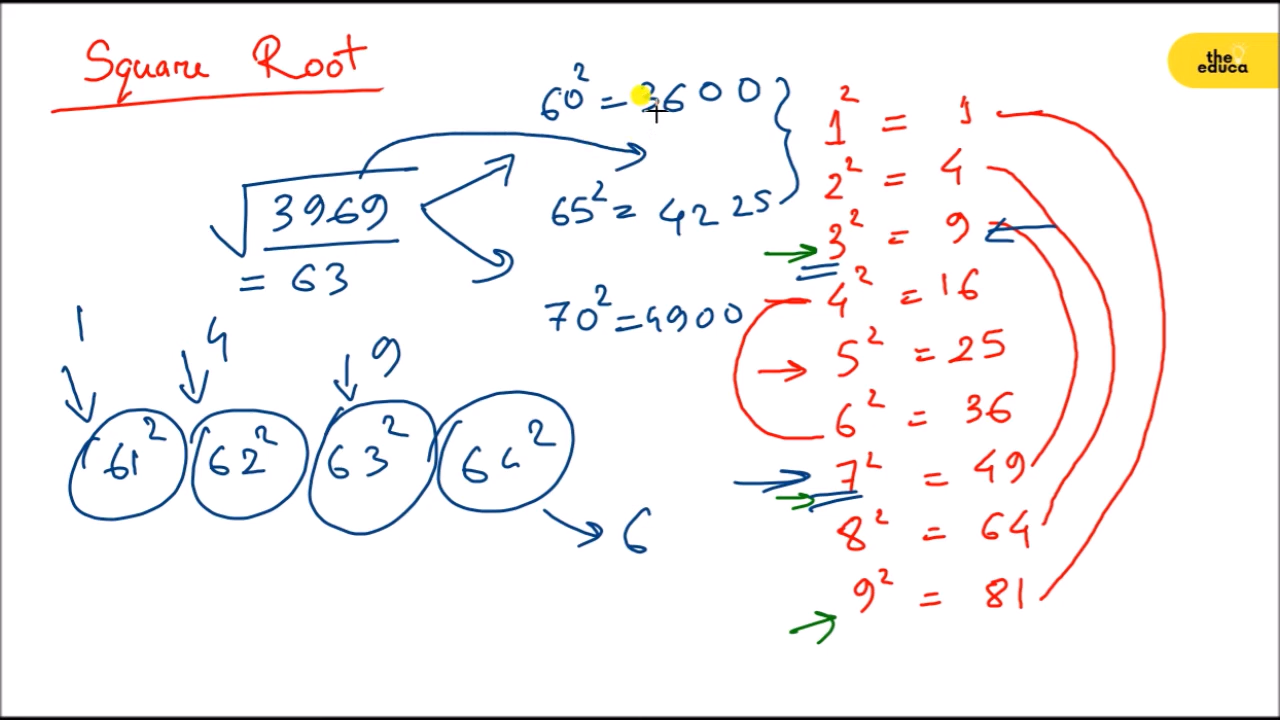 Square Root
the
educa
60² = 3600
√3969
= 63
65² = 4225
70² = 4900
1
4
9
61²
62²
63²
64²
6
1² = 1
2² = 4
3² = 9
4² = 16
5² = 25
6² = 36
7² = 49
8² = 64
9² = 81